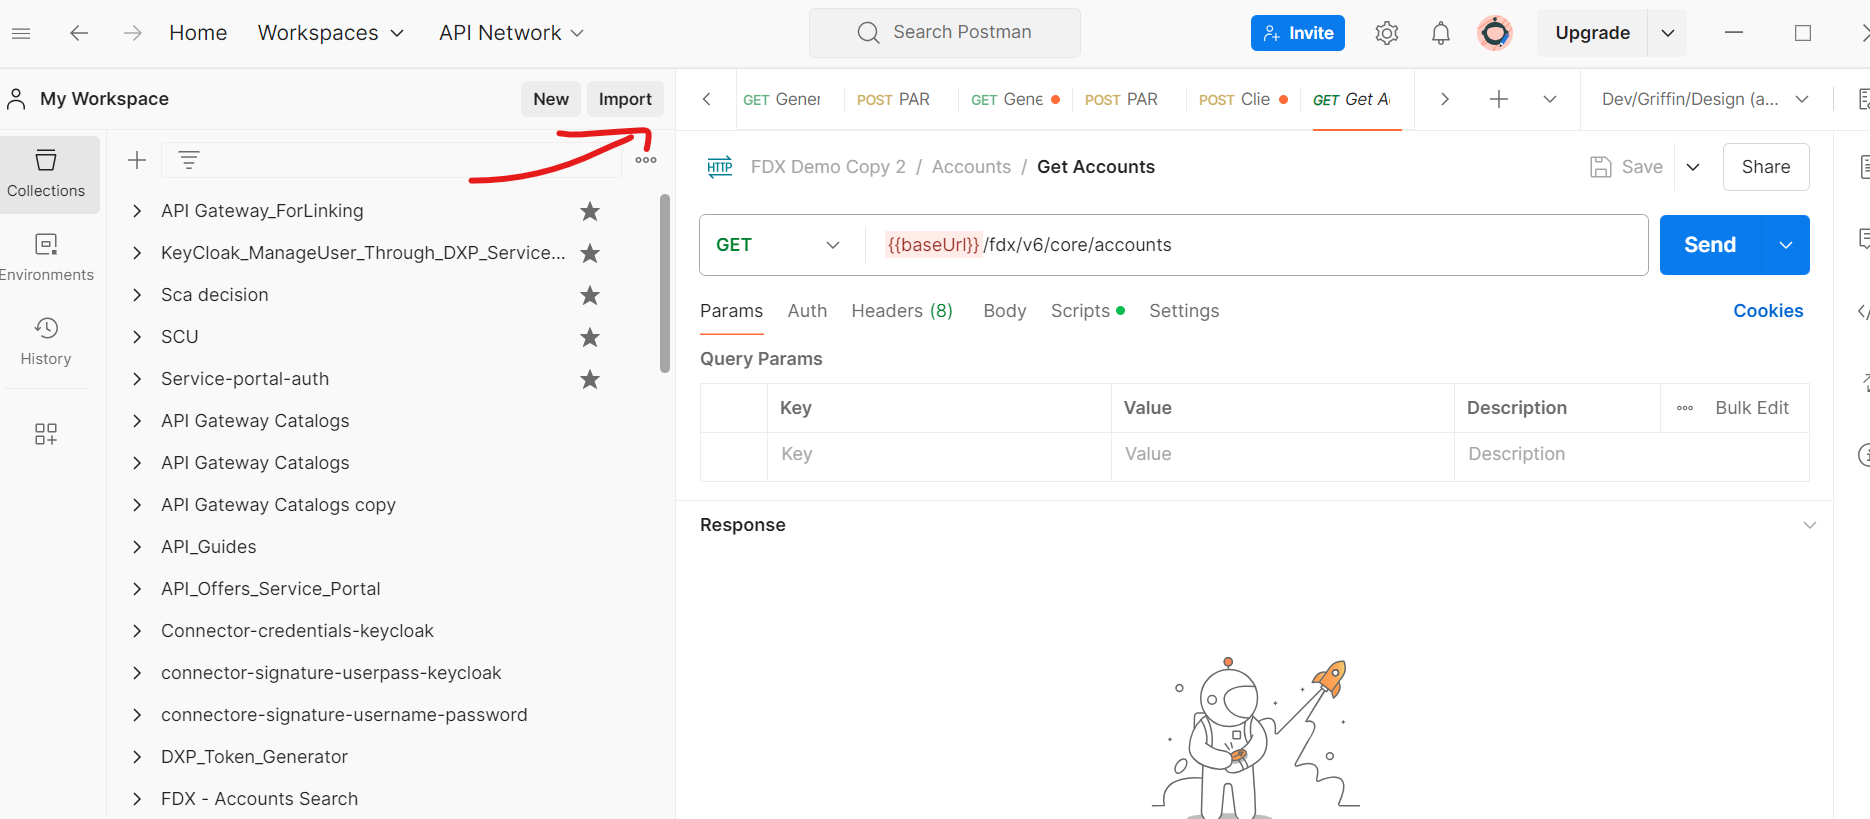 Home Workspaces API Network Search Postman Invite Upgrade
My Workspace New Import
GET Gener POST PAR GET Gene POST PAR POST Clie GET Get A Dev/Griffin/Design (a...
Collections
Environments
History
API Gateway_ForLinking
KeyCloak_ManageUser_Through_DXP_Service...
Sca decision
SCU
Service-portal-auth
API Gateway Catalogs
API Gateway Catalogs
API Gateway Catalogs copy
API_Guides
API_Offers_Service_Portal
Connector-credentials-keycloak
connector-signature-userpass-keycloak
connectore-signature-username-password
DXP_Token_Generator
FDX - Accounts Search
HTTP FDX Demo Copy 2 / Accounts / Get Accounts Save Share
GET {{baseUrl}}/fdx/v6/core/accounts Send
Params Auth Headers (8) Body Scripts Settings Cookies
Query Params
Key Value Description Bulk Edit
Key Value Description
Response